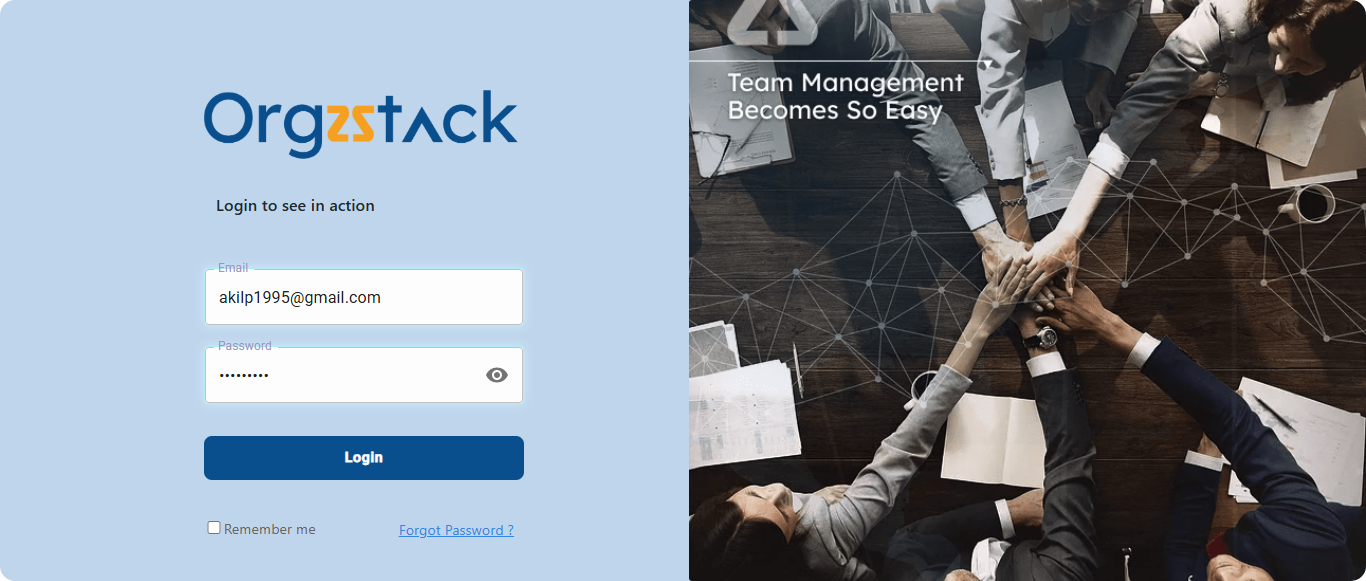 Orgzstack
Login to see in action
Email
akilp1995@gmail.com
Password
•••••••••
Login
Remember me
Forgot Password ?
Team Management
Becomes So Easy